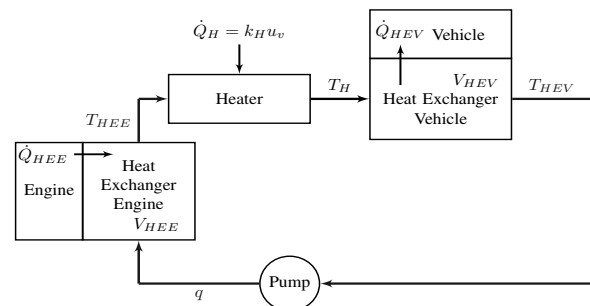 Q̇_H = k_H u_v
Q̇_HEV Vehicle
Heater
T_H
V_HEV
Heat Exchanger
Vehicle
T_HEV
T_HEE
Q̇_HEE
Engine
Heat
Exchanger
Engine
V_HEE
Pump
q